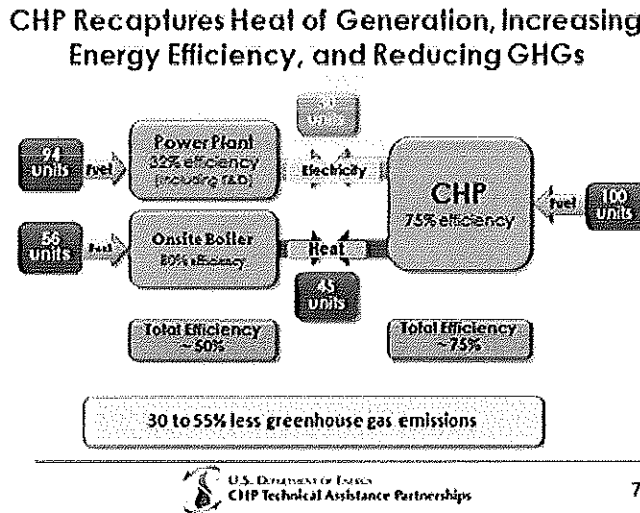 CHP Recaptures Heat of Generation, Increasing
Energy Efficiency, and Reducing GHGs
30
94
units
Fuel
Power Plant
32% efficiency
(including T&D)
Electricity
CHP
75% efficiency
Fuel
100
units
56
units
Fuel
Onsite Boiler
80% efficiency
Heat
45
units
Total Efficiency
~ 50%
Total Efficiency
~ 75%
30 to 55% less greenhouse gas emissions
U.S. DEPARTMENT OF ENERGY
CHP Technical Assistance Partnerships
7